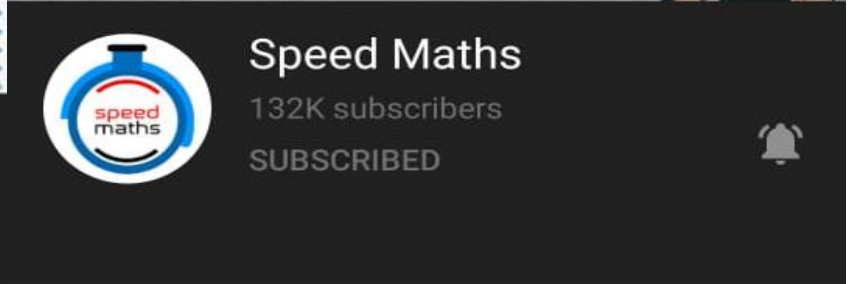 speed
maths
Speed Maths
132K subscribers
SUBSCRIBED